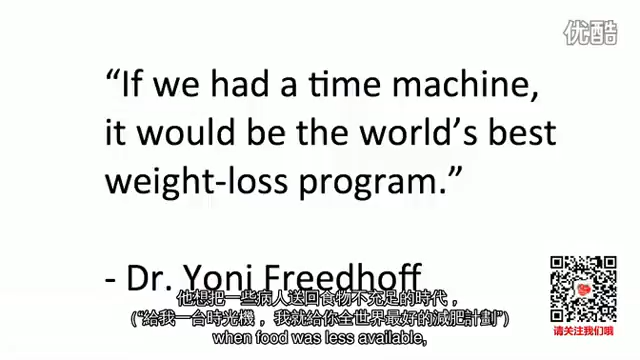 优酷
“If we had a time machine,
it would be the world’s best
weight-loss program.”
- Dr. Yoni Freedhoff
他想把一些病人送回食物不充足的時代，
(“給我一台時光機，我就給你全世界最好的減肥計劃”)
when food was less available,
请关注我们哦